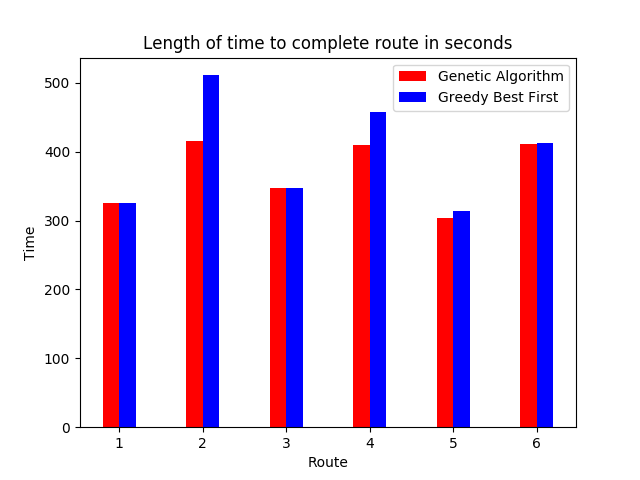 Length of time to complete route in seconds
Genetic Algorithm
Greedy Best First
500
400
300
200
100
0
Time
1 2 3 4 5 6
Route